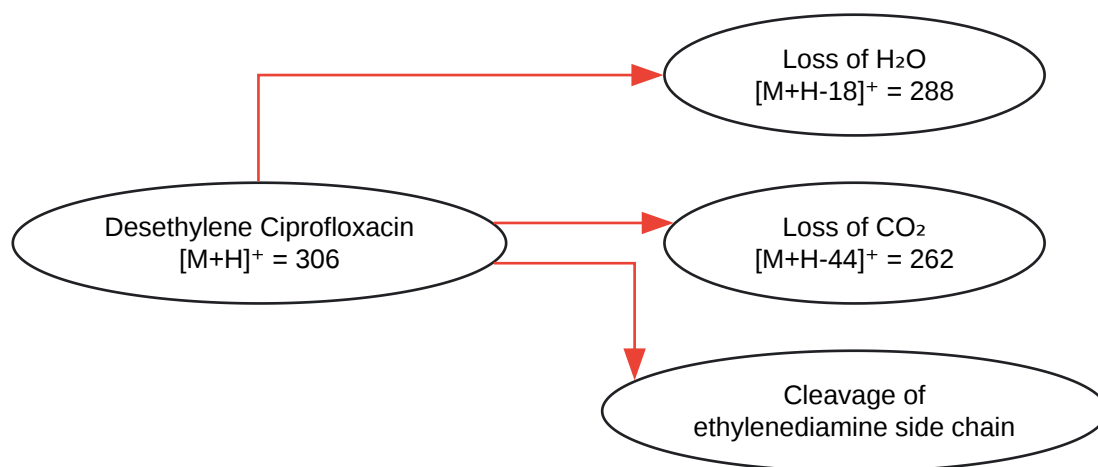 Loss of H₂O
[M+H-18]⁺ = 288
Desethylene Ciprofloxacin
[M+H]⁺ = 306
Loss of CO₂
[M+H-44]⁺ = 262
Cleavage of
ethylenediamine side chain